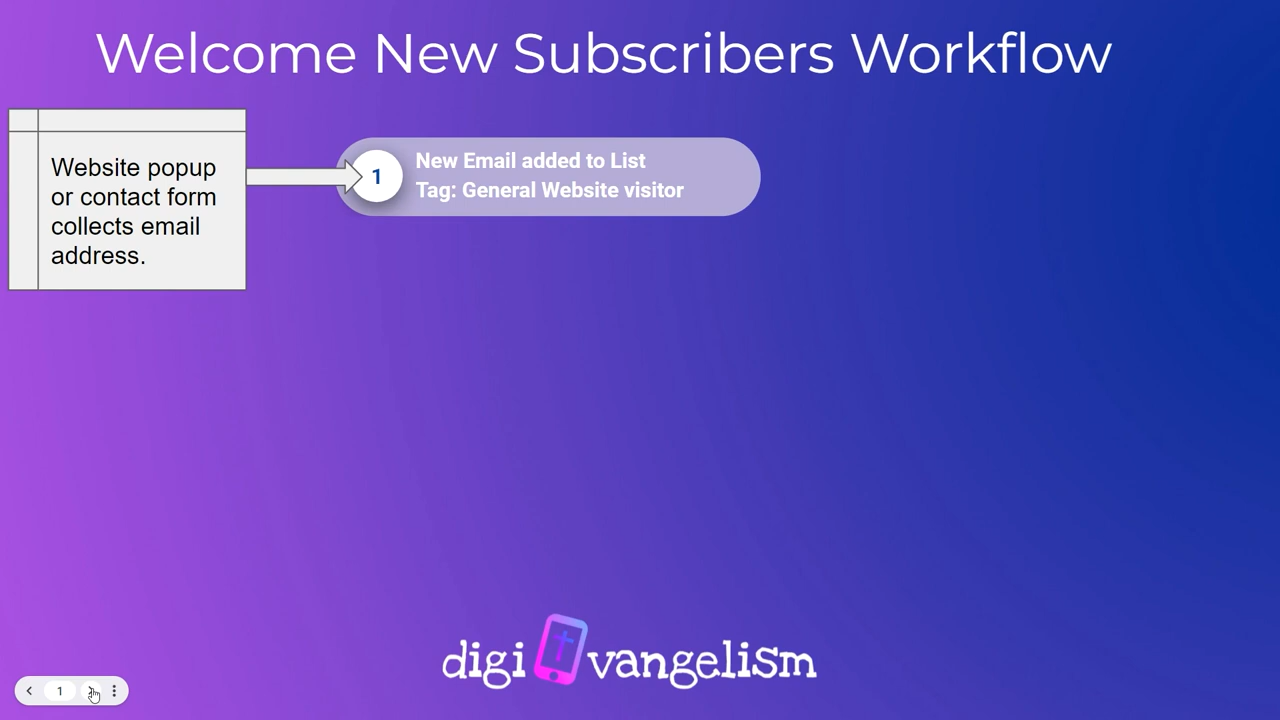 Welcome New Subscribers Workflow
Website popup
or contact form
collects email
address.
1
New Email added to List
Tag: General Website visitor
digi vangelism
1